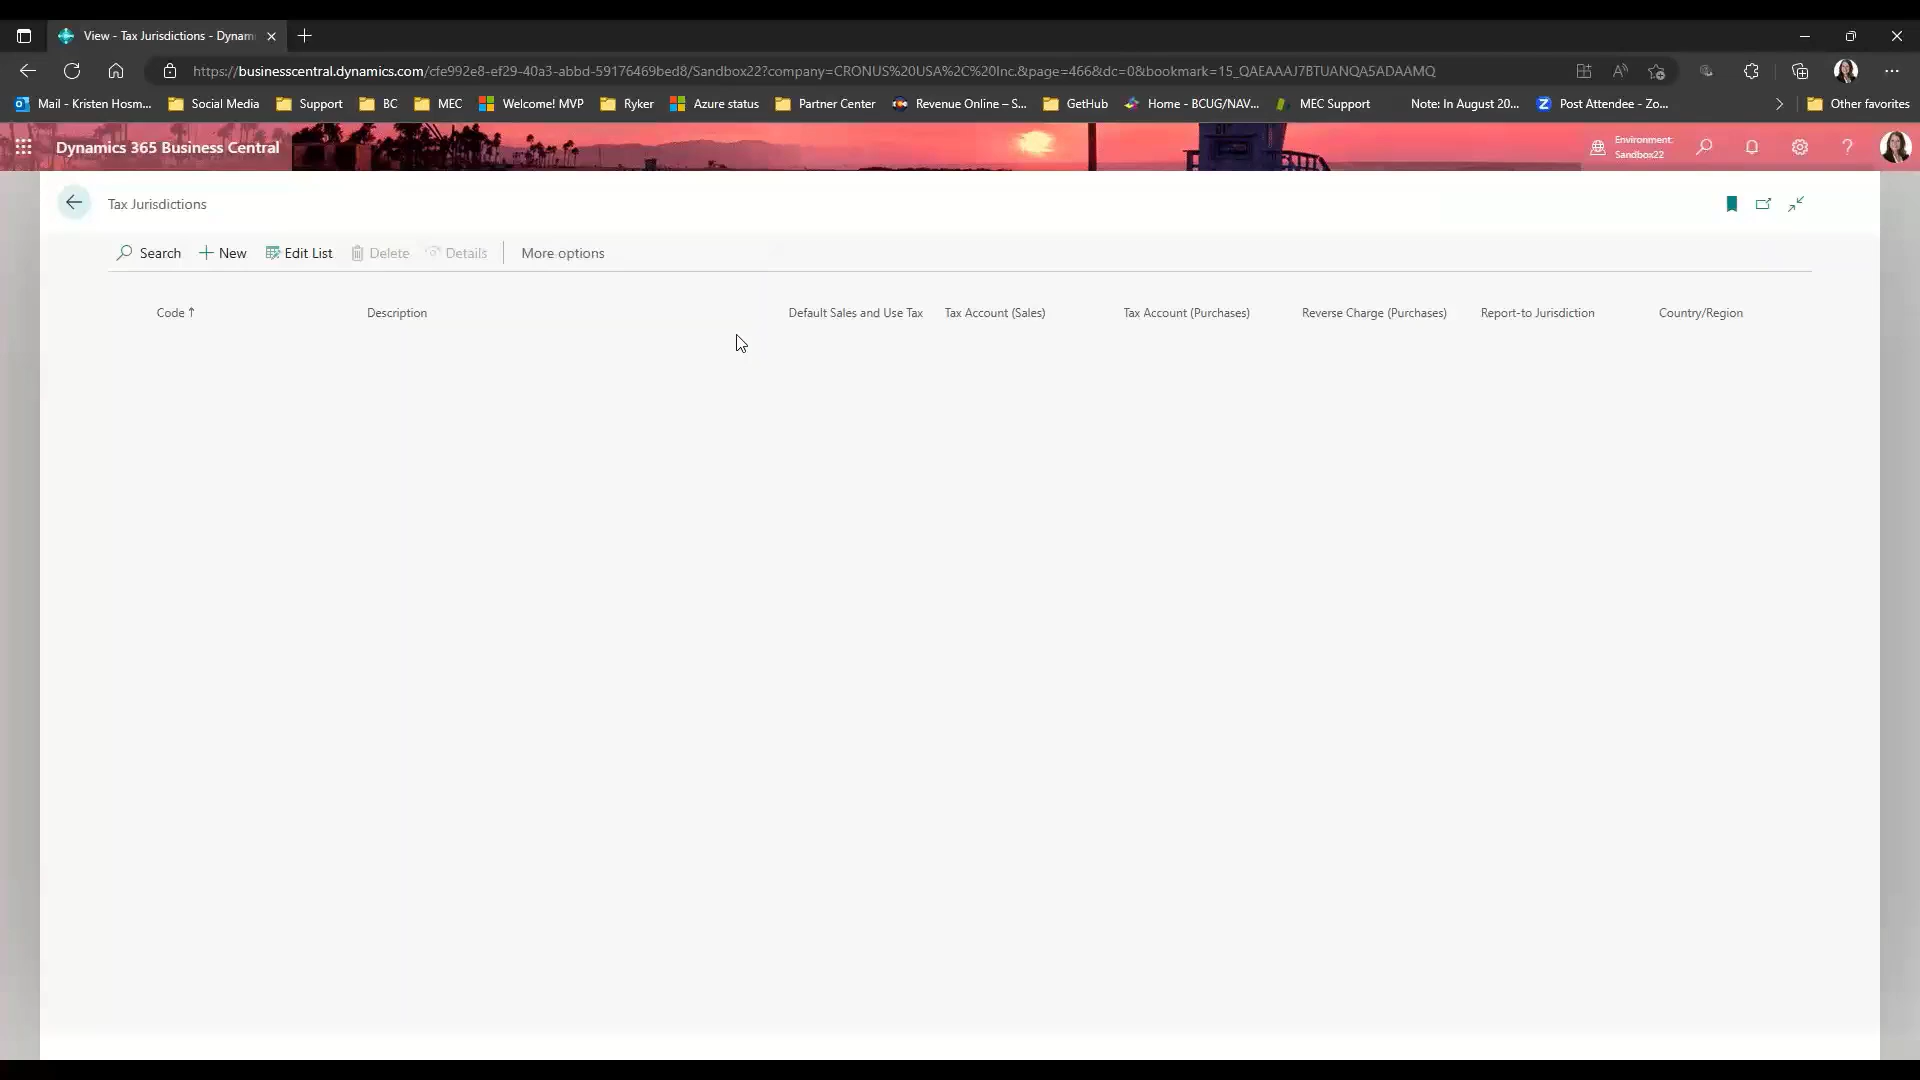 View - Tax Jurisdictions - Dynam
https://businesscentral.dynamics.com/cfe992e8-ef29-40a3-abbd-59176469bed8/Sandbox22?company=CRONUS%20USA%2C%20Inc.&page=466&dc=0&bookmark=15_QAEAAAJ7BTUANQA5ADAAMQ
Mail - Kristen Hosm... Social Media Support BC MEC Welcome! MVP Ryker Azure status Partner Center Revenue Online – S... GetHub Home - BCUG/NAV... MEC Support Note: In August 20... Post Attendee - Zo... Other favorites
Dynamics 365 Business Central
Environment:
Sandbox22
Tax Jurisdictions
Search New Edit List Delete Details More options
Code ↑ Description Default Sales and Use Tax Tax Account (Sales) Tax Account (Purchases) Reverse Charge (Purchases) Report-to Jurisdiction Country/Region